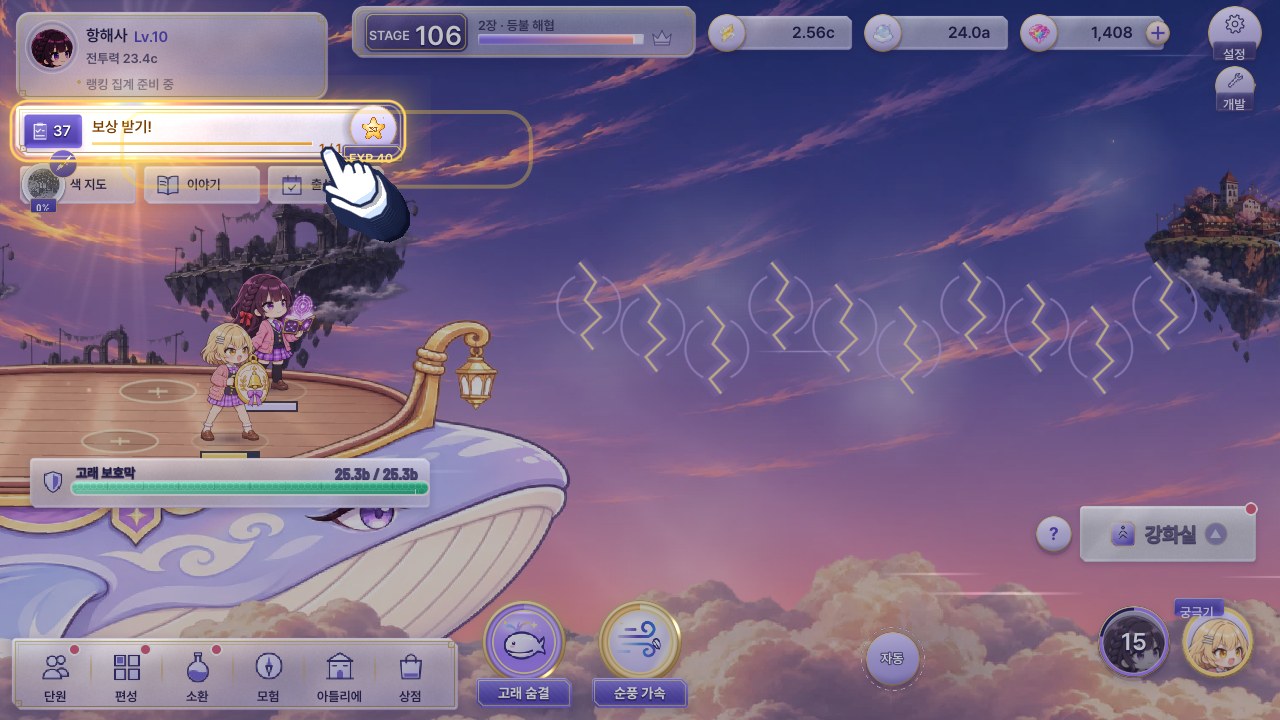 항해사 Lv.10
전투력 23.4c
* 랭킹 집계 준비 중
STAGE 106
2장 · 등불 해협
2.56c
24.0a
1,408
설정
개발
37
보상 받기!
EXP 40
색 지도
0%
이야기
고래 보호막
25.3b / 25.3b
?
강화실
단원
편성
소환
모험
아틀리에
상점
고래 숨결
순풍 가속
자동
15
궁극기